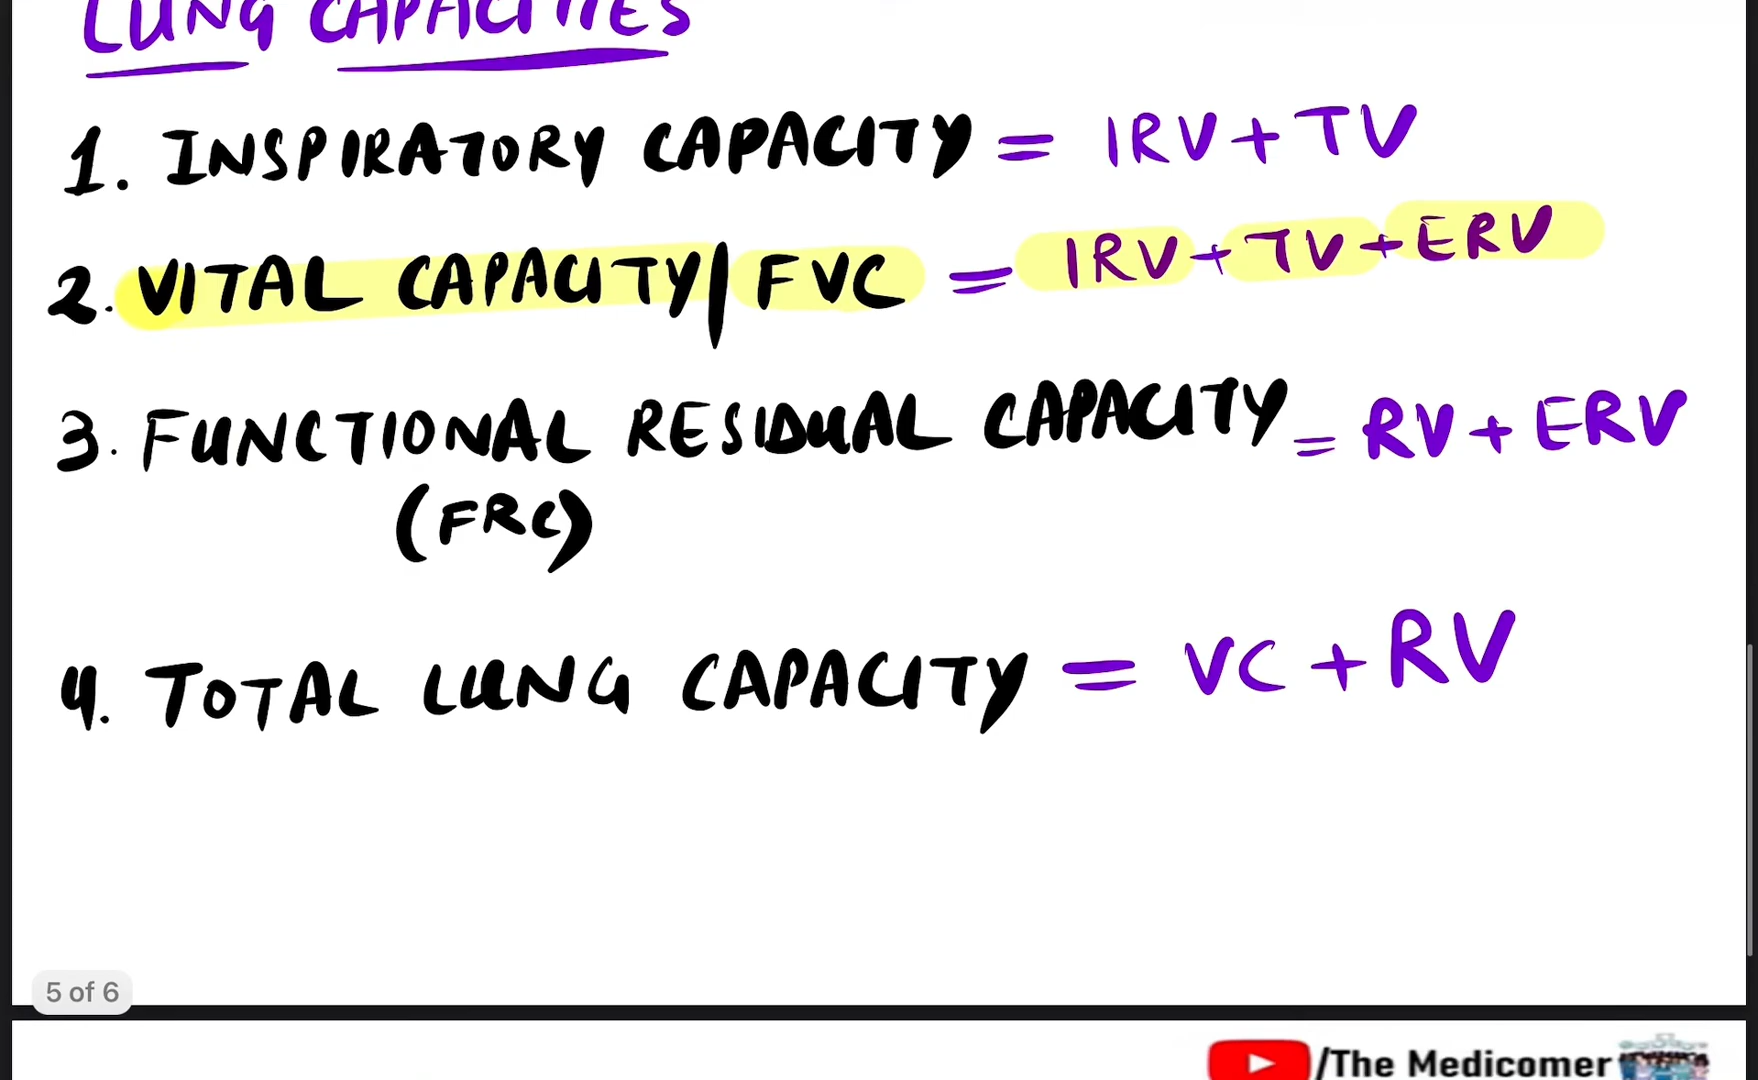 LUNG CAPACITIES
1. INSPIRATORY CAPACITY = IRV + TV
2. VITAL CAPACITY/ FVC = IRV + TV + ERV
3. FUNCTIONAL RESIDUAL CAPACITY = RV + ERV
(FRC)
4. TOTAL LUNG CAPACITY = VC + RV
5 of 6
/The Medicomer